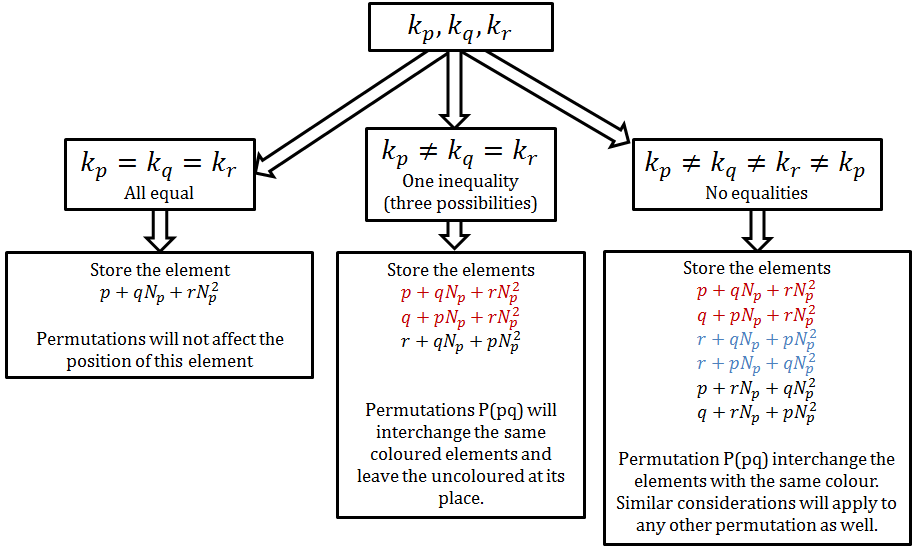 k_p, k_q, k_r
k_p = k_q = k_r
All equal
k_p ≠ k_q = k_r
One inequality
(three possibilities)
k_p ≠ k_q ≠ k_r ≠ k_p
No equalities
Store the element
p + qN_p + rN_p^2
Permutations will not affect the
position of this element
Store the elements
p + qN_p + rN_p^2
q + pN_p + rN_p^2
r + qN_p + pN_p^2
Permutations P(pq) will
interchange the same
coloured elements and
leave the uncoloured at its
place.
Store the elements
p + qN_p + rN_p^2
q + pN_p + rN_p^2
r + qN_p + pN_p^2
r + pN_p + qN_p^2
p + rN_p + qN_p^2
q + rN_p + pN_p^2
Permutation P(pq) interchange the
elements with the same colour.
Similar considerations will apply to
any other permutation as well.